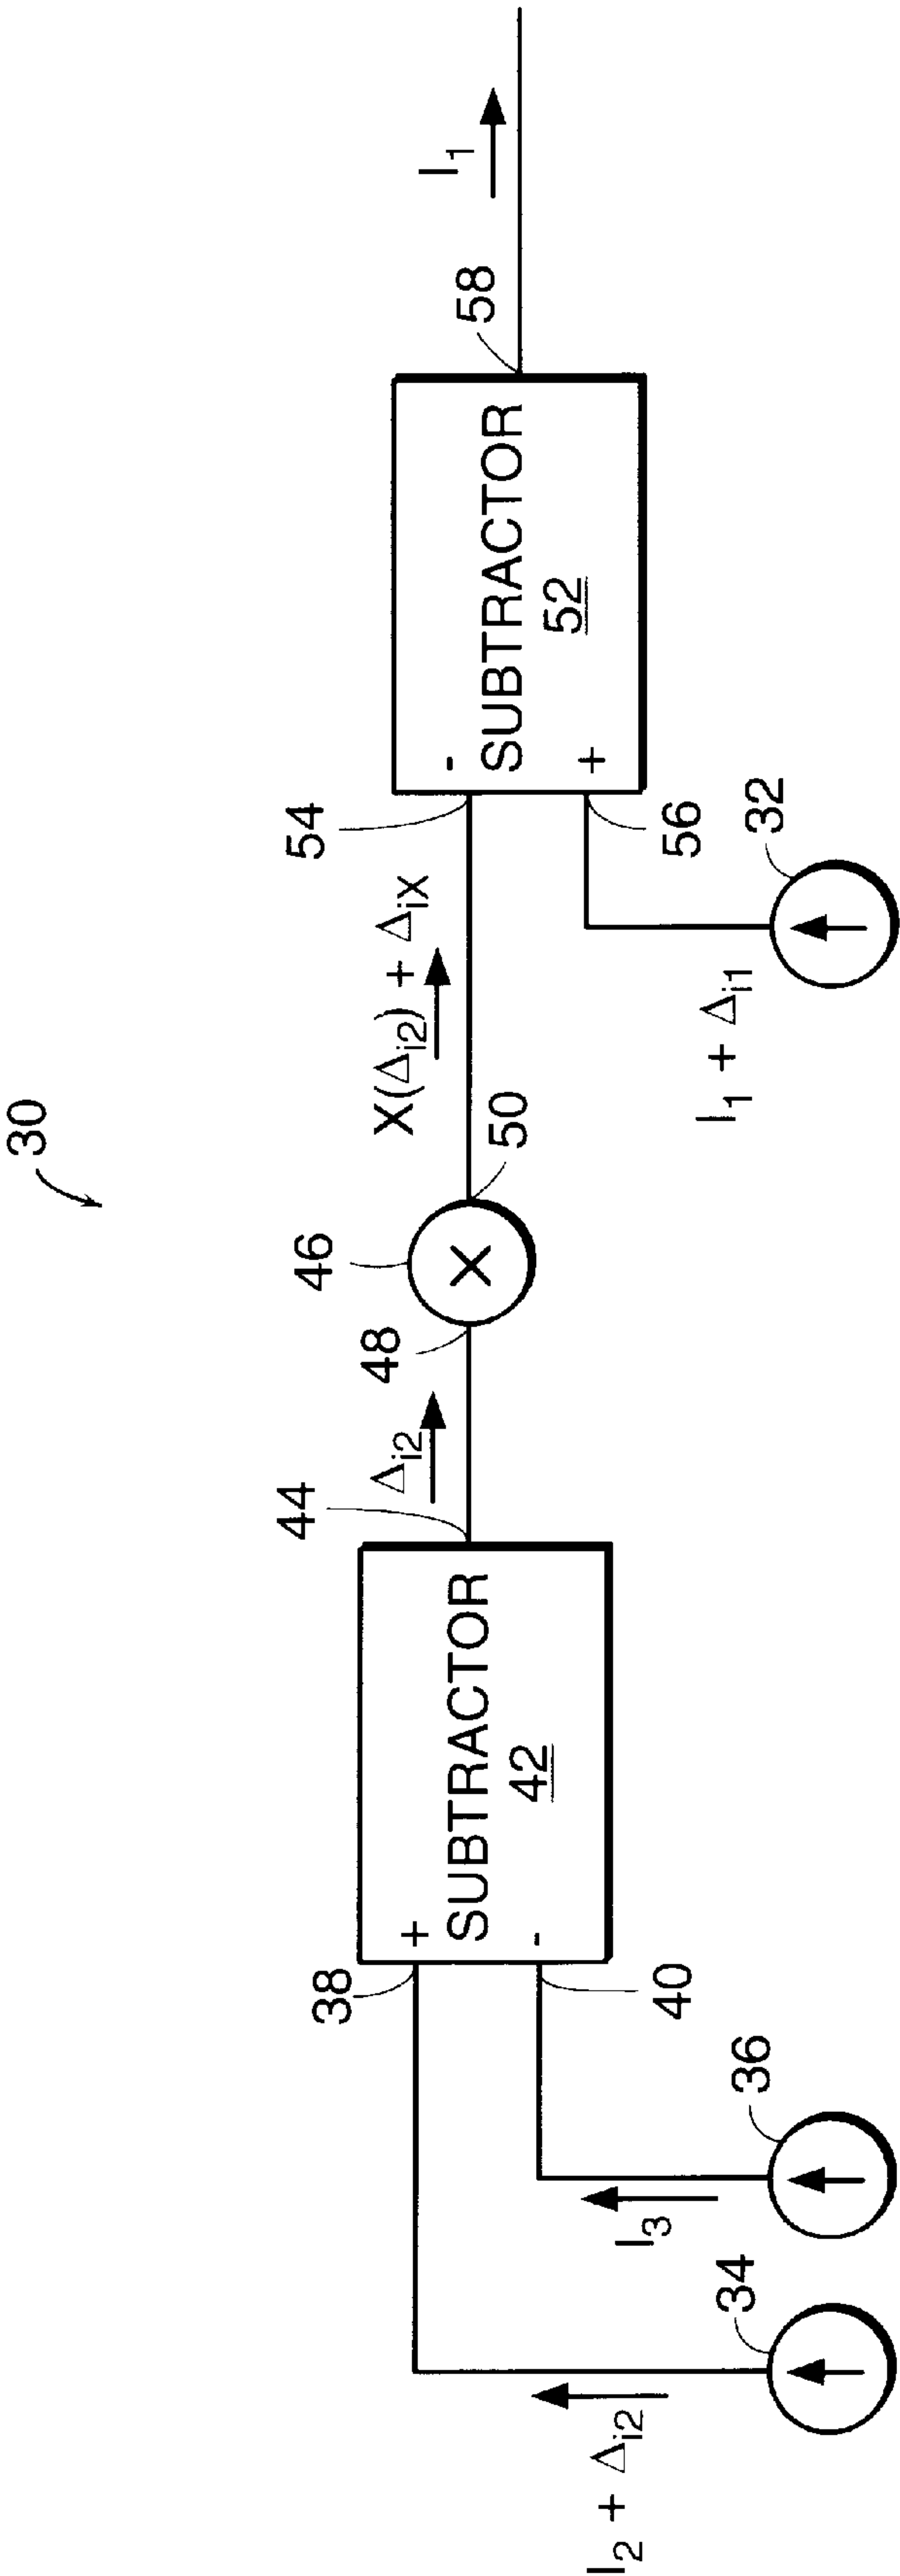 30
I₁
58
SUBTRACTOR
52
-
+
54
56
32
I₁ + Δi1
X(Δi2) + ΔiX
50
46
X
48
Δi2
44
SUBTRACTOR
42
+
-
38
40
36
I₃
34
I₂ + Δi2